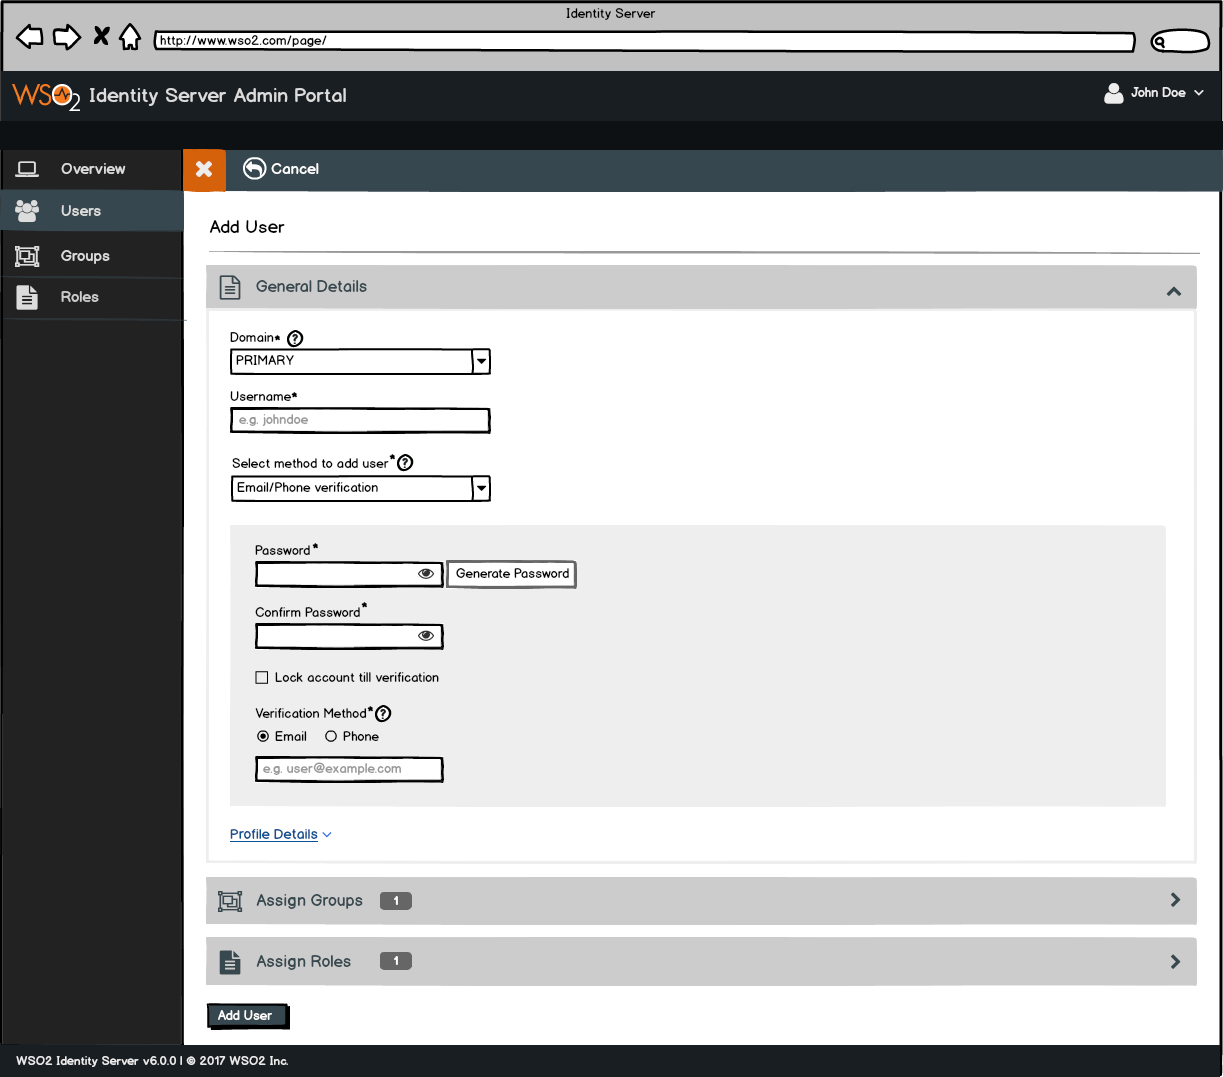 Identity Server
http://www.wso2.com/page/
WSO2 Identity Server Admin Portal
John Doe
Overview
Cancel
Users
Groups
Roles
Add User
General Details
Domain*
PRIMARY
Username*
e.g. johndoe
Select method to add user*
Email/Phone verification
Password*
Generate Password
Confirm Password*
Lock account till verification
Verification Method*
Email Phone
e.g. user@example.com
Profile Details
Assign Groups 1
Assign Roles 1
Add User
WSO2 Identity Server v6.0.0 | © 2017 WSO2 Inc.